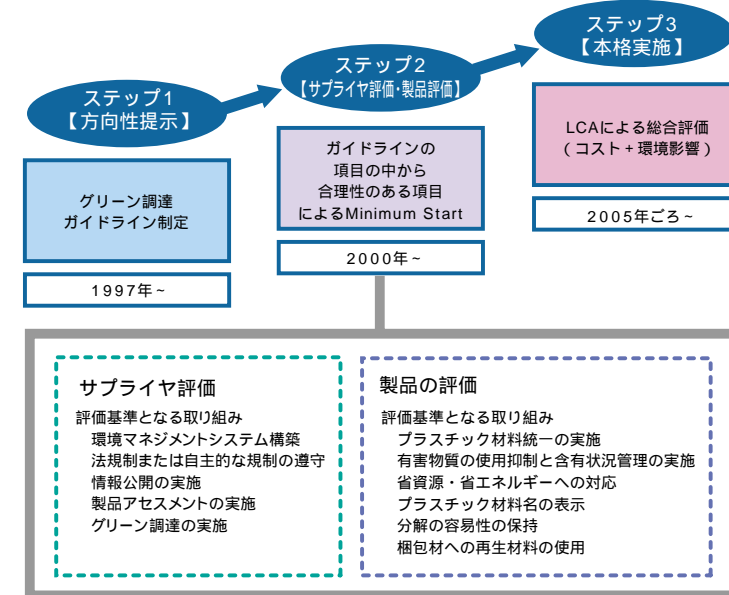 ステップ1
【方向性提示】
グリーン調達
ガイドライン制定
1997年~
ステップ2
【サプライヤ評価・製品評価】
ガイドラインの
項目の中から
合理性のある項目
によるMinimum Start
2000年~
ステップ3
【本格実施】
LCAによる総合評価
(コスト+環境影響)
2005年ごろ~
サプライヤ評価
評価基準となる取り組み
環境マネジメントシステム構築
法規制または自主的な規制の遵守
情報公開の実施
製品アセスメントの実施
グリーン調達の実施
製品の評価
評価基準となる取り組み
プラスチック材料統一の実施
有害物質の使用抑制と含有状況管理の実施
省資源・省エネルギーへの対応
プラスチック材料名の表示
分解の容易性の保持
梱包材への再生材料の使用